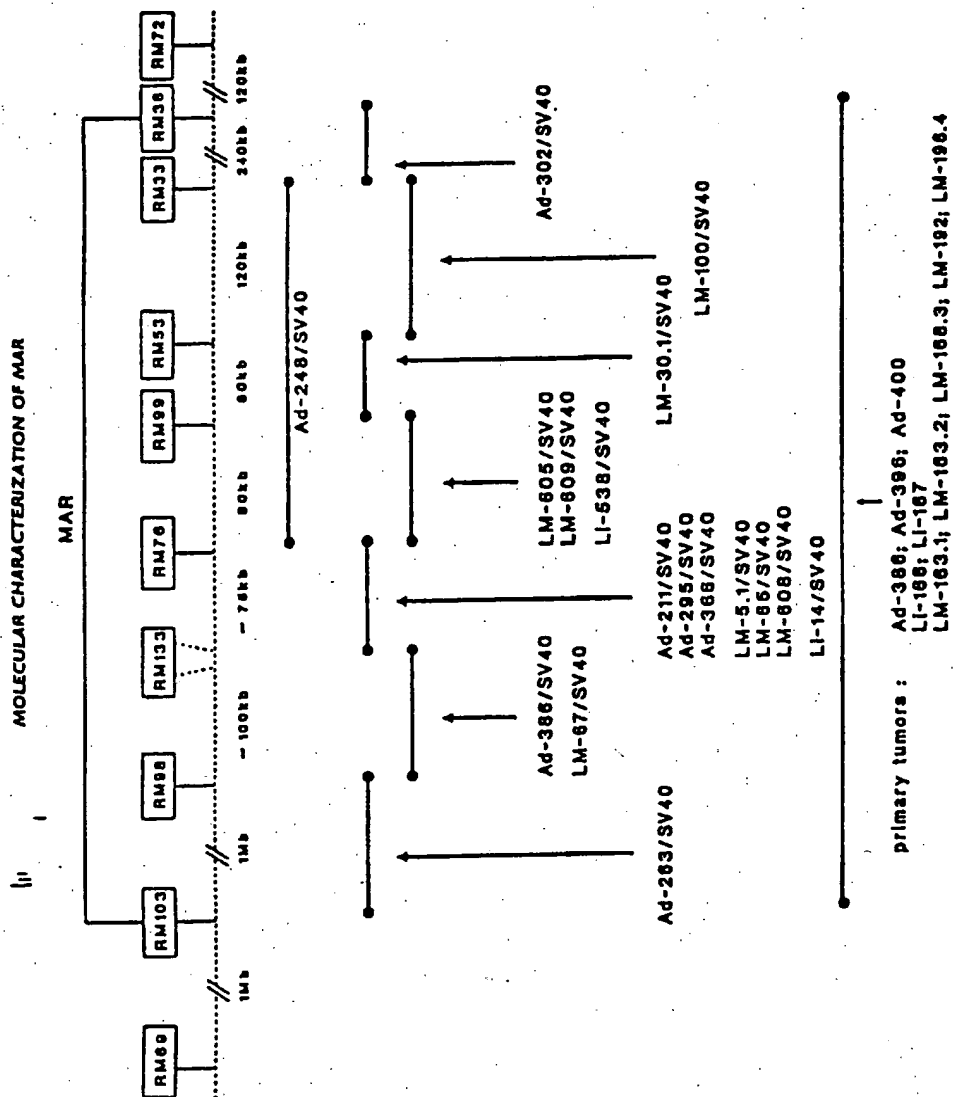 MOLECULAR CHARACTERIZATION OF MAR
MAR
RM69
RM103
RM98
RM133
RM76
RM99
RM53
RM33
RM36
RM72
1Mb
1Mb
~100kb
~75kb
90kb
60kb
120kb
240kb
120kb
Ad-248/SV40
Ad-302/SV40
LM-100/SV40
LM-30.1/SV40
LM-605/SV40
LM-609/SV40
LI-538/SV40
Ad-211/SV40
Ad-295/SV40
Ad-368/SV40
LM-5.1/SV40
LM-65/SV40
LM-608/SV40
LI-14/SV40
Ad-386/SV40
LM-67/SV40
Ad-263/SV40
primary tumors :
Ad-386; Ad-396; Ad-400
LI-166; LI-167
LM-163.1; LM-163.2; LM-168.3; LM-192; LM-196.4